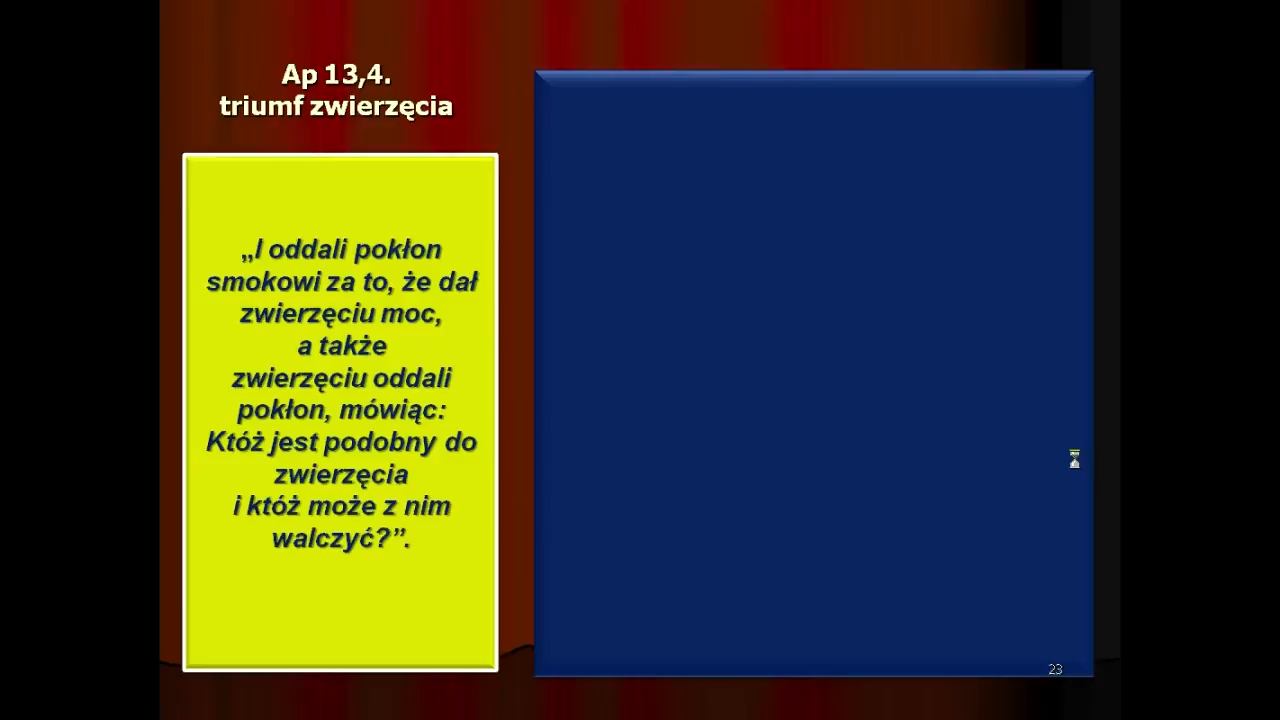 Ap 13,4.
triumf zwierzęcia
„I oddali pokłon
smokowi za to, że dał
zwierzęciu moc,
a także
zwierzęciu oddali
pokłon, mówiąc:
Któż jest podobny do
zwierzęcia
i któż może z nim
walczyć?”.
23